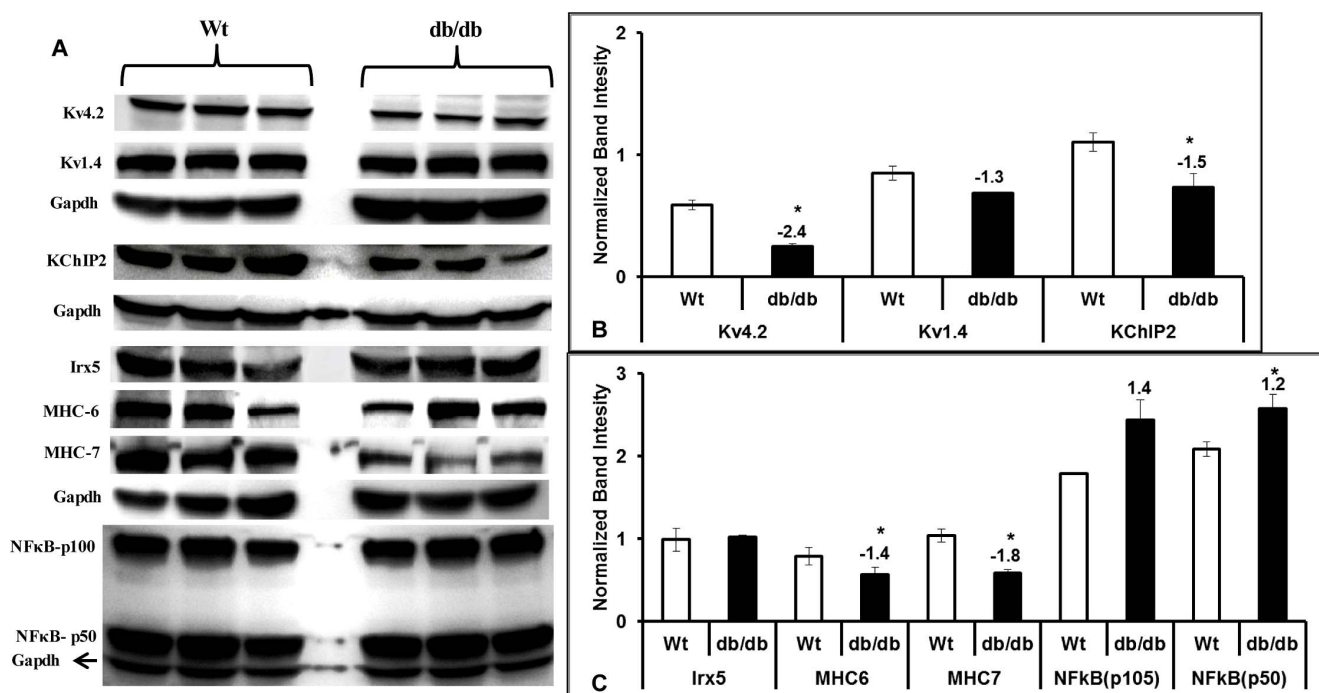 A
Wt
db/db
Kv4.2
Kv1.4
Gapdh
KChIP2
Gapdh
Irx5
MHC-6
MHC-7
Gapdh
NFκB-p100
NFκB- p50
Gapdh ←
Normalized Band Intesity
2
1
0
*
-2.4
-1.3
*
-1.5
Wt db/db Wt db/db Wt db/db
Kv4.2 Kv1.4 KChIP2
B
Normalized Band Intesity
3
2
1
0
*
-1.4
*
-1.8
1.4
*
1.2
Wt db/db Wt db/db Wt db/db Wt db/db Wt db/db
Irx5 MHC6 MHC7 NFkB(p105) NFkB(p50)
C